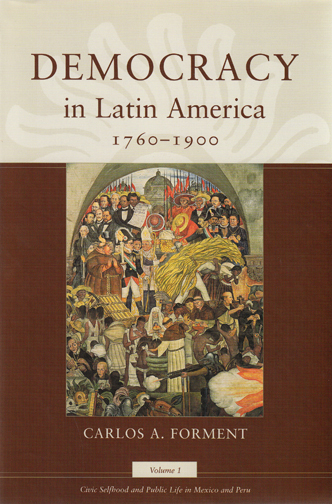 DEMOCRACY
in Latin America
1760–1900
CARLOS A. FORMENT
Volume 1
Civic Selfhood and Public Life in Mexico and Peru